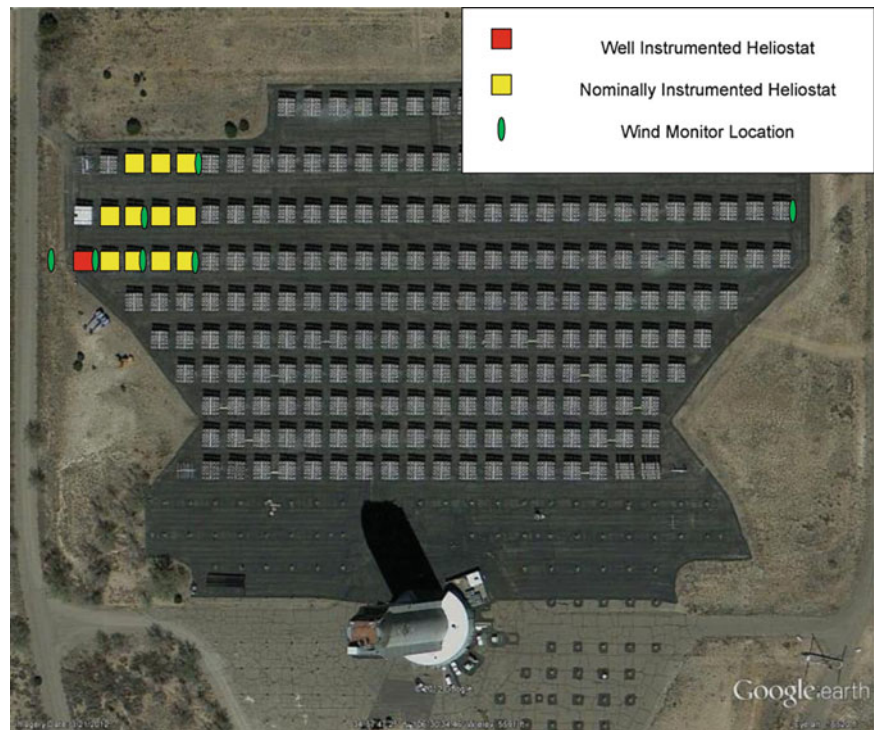 Well Instrumented Heliostat
Nominally Instrumented Heliostat
Wind Monitor Location
Google earth